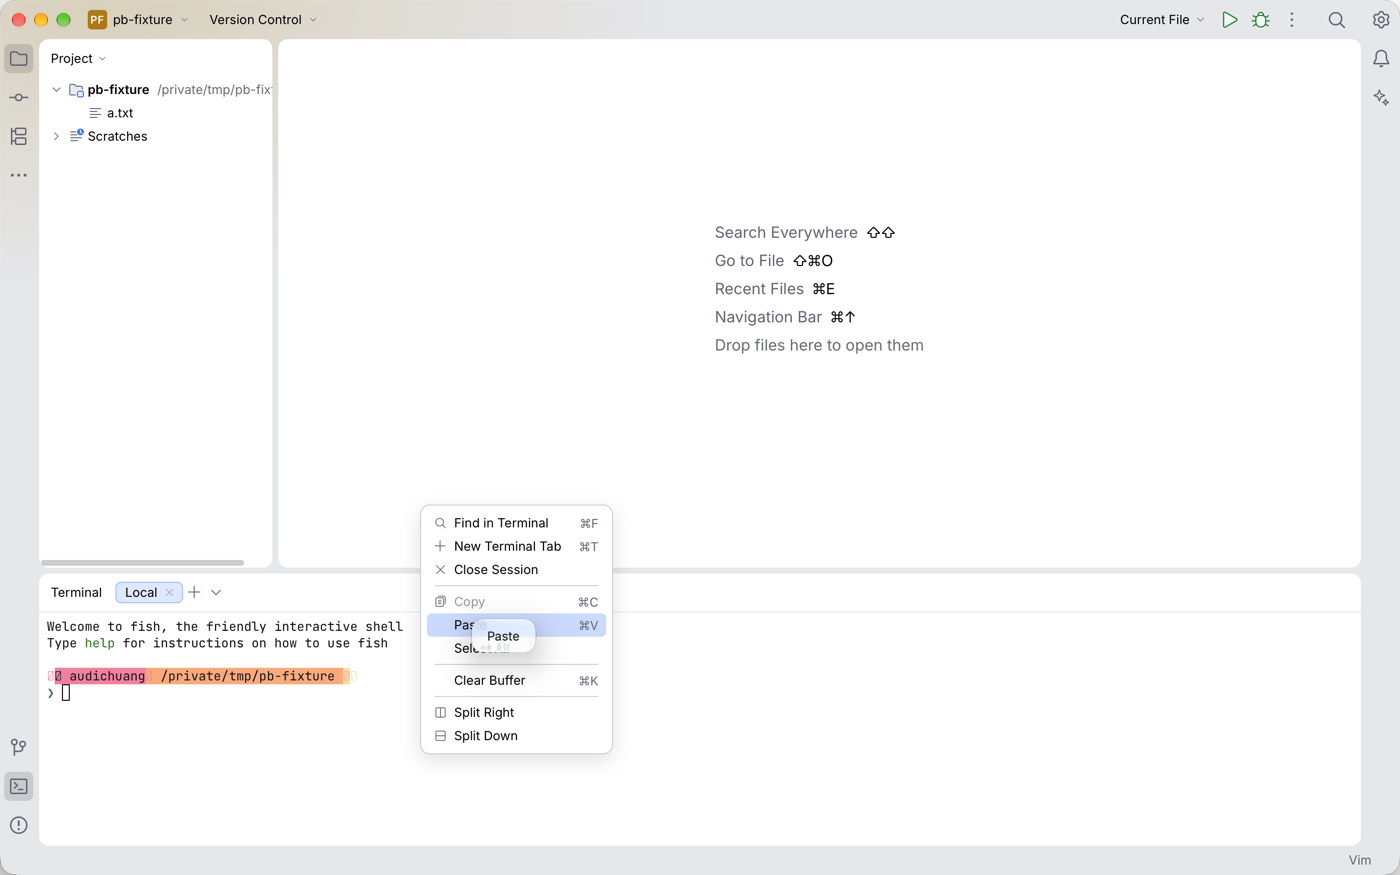 PF pb-fixture Version Control Current File
Project
pb-fixture /private/tmp/pb-fix
a.txt
Scratches
Search Everywhere ⇧⇧
Go to File ⇧⌘O
Recent Files ⌘E
Navigation Bar ⌘↑
Drop files here to open them
Find in Terminal ⌘F
New Terminal Tab ⌘T
Close Session
Copy ⌘C
Paste ⌘V
Paste
Clear Buffer ⌘K
Split Right
Split Down
Terminal Local
Welcome to fish, the friendly interactive shell
Type help for instructions on how to use fish
audichuang /private/tmp/pb-fixture
❯
Vim